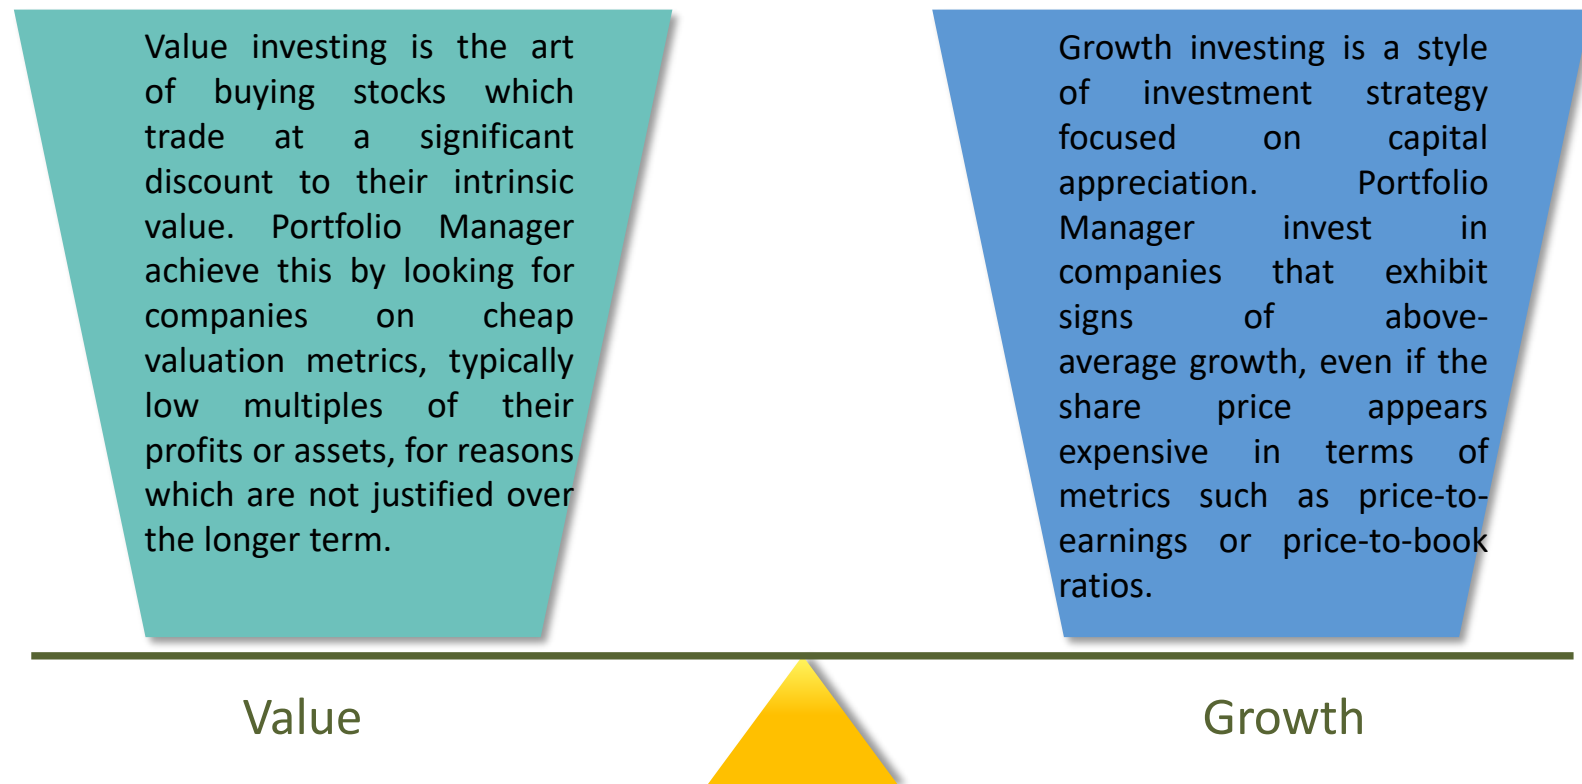 Value investing is the art
of buying stocks which
trade at a significant
discount to their intrinsic
value. Portfolio Manager
achieve this by looking for
companies on cheap
valuation metrics, typically
low multiples of their
profits or assets, for reasons
which are not justified over
the longer term.
Growth investing is a style
of investment strategy
focused on capital
appreciation. Portfolio
Manager invest in
companies that exhibit
signs of above-
average growth, even if the
share price appears
expensive in terms of
metrics such as price-to-
earnings or price-to-book
ratios.
Value
Growth